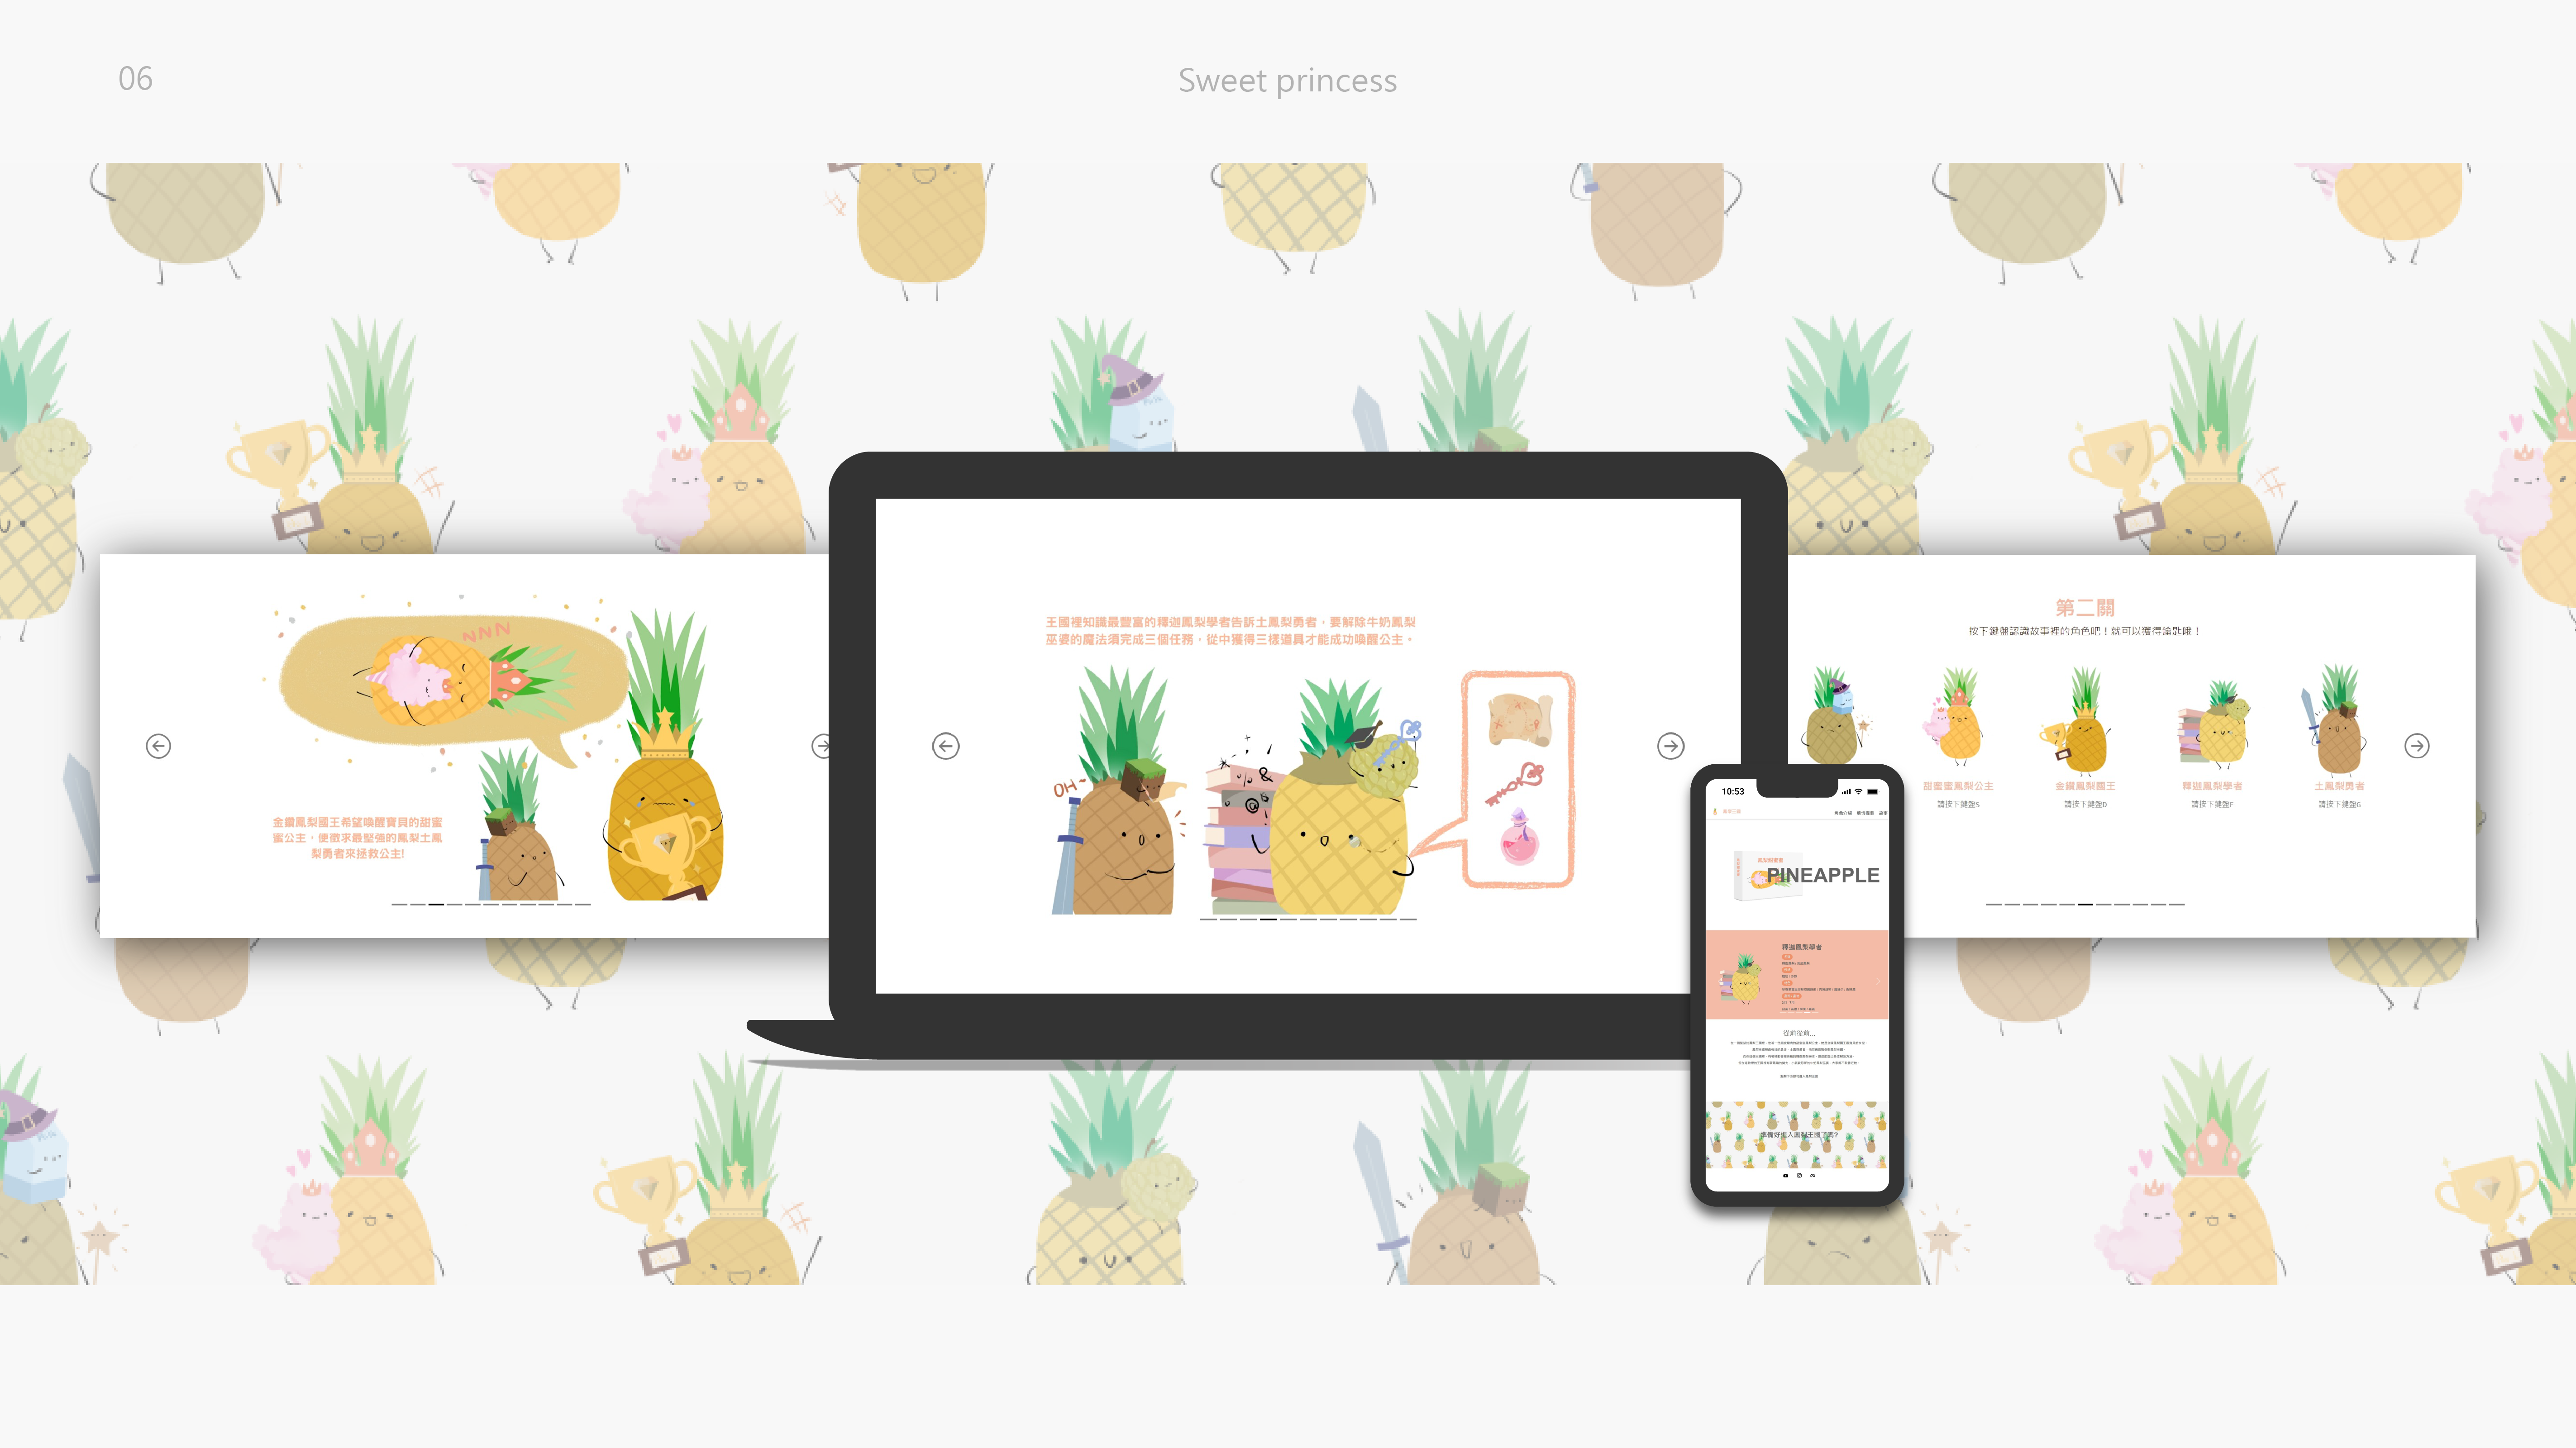 06
Sweet princess
NNN
金鑽鳳梨國王希望喚醒寶貝的甜蜜
蜜公主，便徵求最堅強的鳳梨土鳳
梨勇者來拯救公主!
王國裡知識最豐富的釋迦鳳梨學者告訴土鳳梨勇者，要解除牛奶鳳梨
巫婆的魔法須完成三個任務，從中獲得三樣道具才能成功喚醒公主。
OH~
&
@
第二關
按下鍵盤認識故事裡的角色吧！就可以獲得鑰匙哦！
甜蜜蜜鳳梨公主
金鑽鳳梨國王
釋迦鳳梨學者
土鳳梨勇者
請按下鍵盤S
請按下鍵盤D
請按下鍵盤F
請按下鍵盤G
10:53
PINEAPPLE
釋迦鳳梨學者
從前從前...
準備好進入鳳梨王國了嗎?